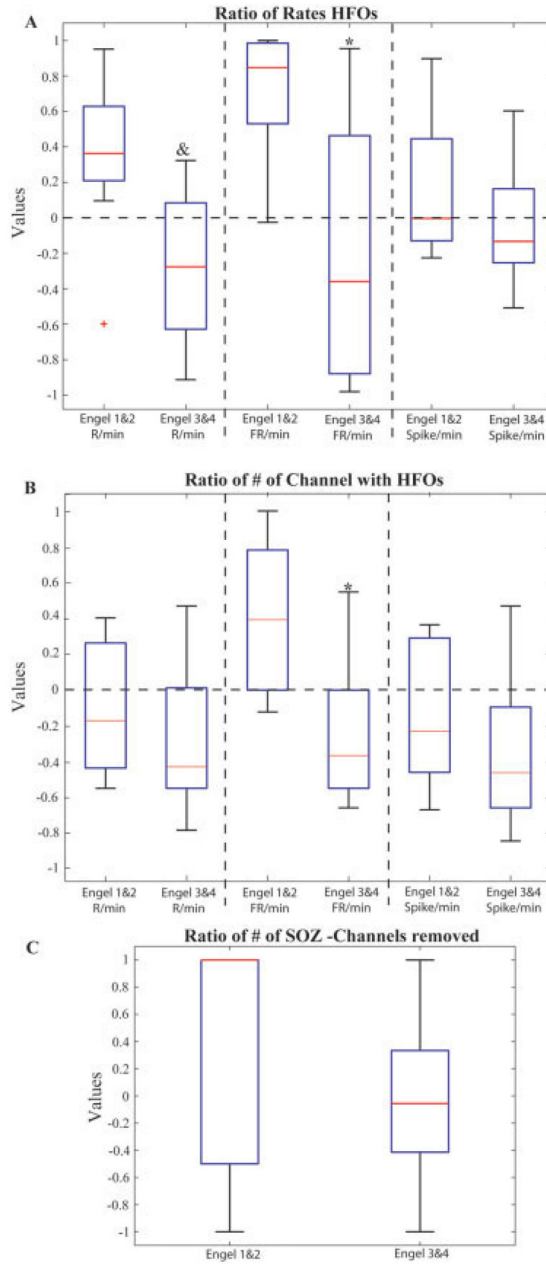 A
Ratio of Rates HFOs
Values
1
0.8
0.6
0.4
0.2
0
-0.2
-0.4
-0.6
-0.8
-1
&
*
Engel 1&2 Engel 3&4 Engel 1&2 Engel 3&4 Engel 1&2 Engel 3&4
R/min R/min FR/min FR/min Spike/min Spike/min
B
Ratio of # of Channel with HFOs
Values
1
0.8
0.6
0.4
0
-0.2
-0.4
-0.6
-0.8
-1
*
Engel 1&2 Engel 3&4 Engel 1&2 Engel 3&4 Engel 1&2 Engel 3&4
R/min R/min FR/min FR/min Spike/min Spike/min
C
Ratio of # of SOZ -Channels removed
Values
1
0.8
0.6
0.4
0.2
0
-0.2
-0.4
-0.6
-0.8
-1
Engel 1&2 Engel 3&4